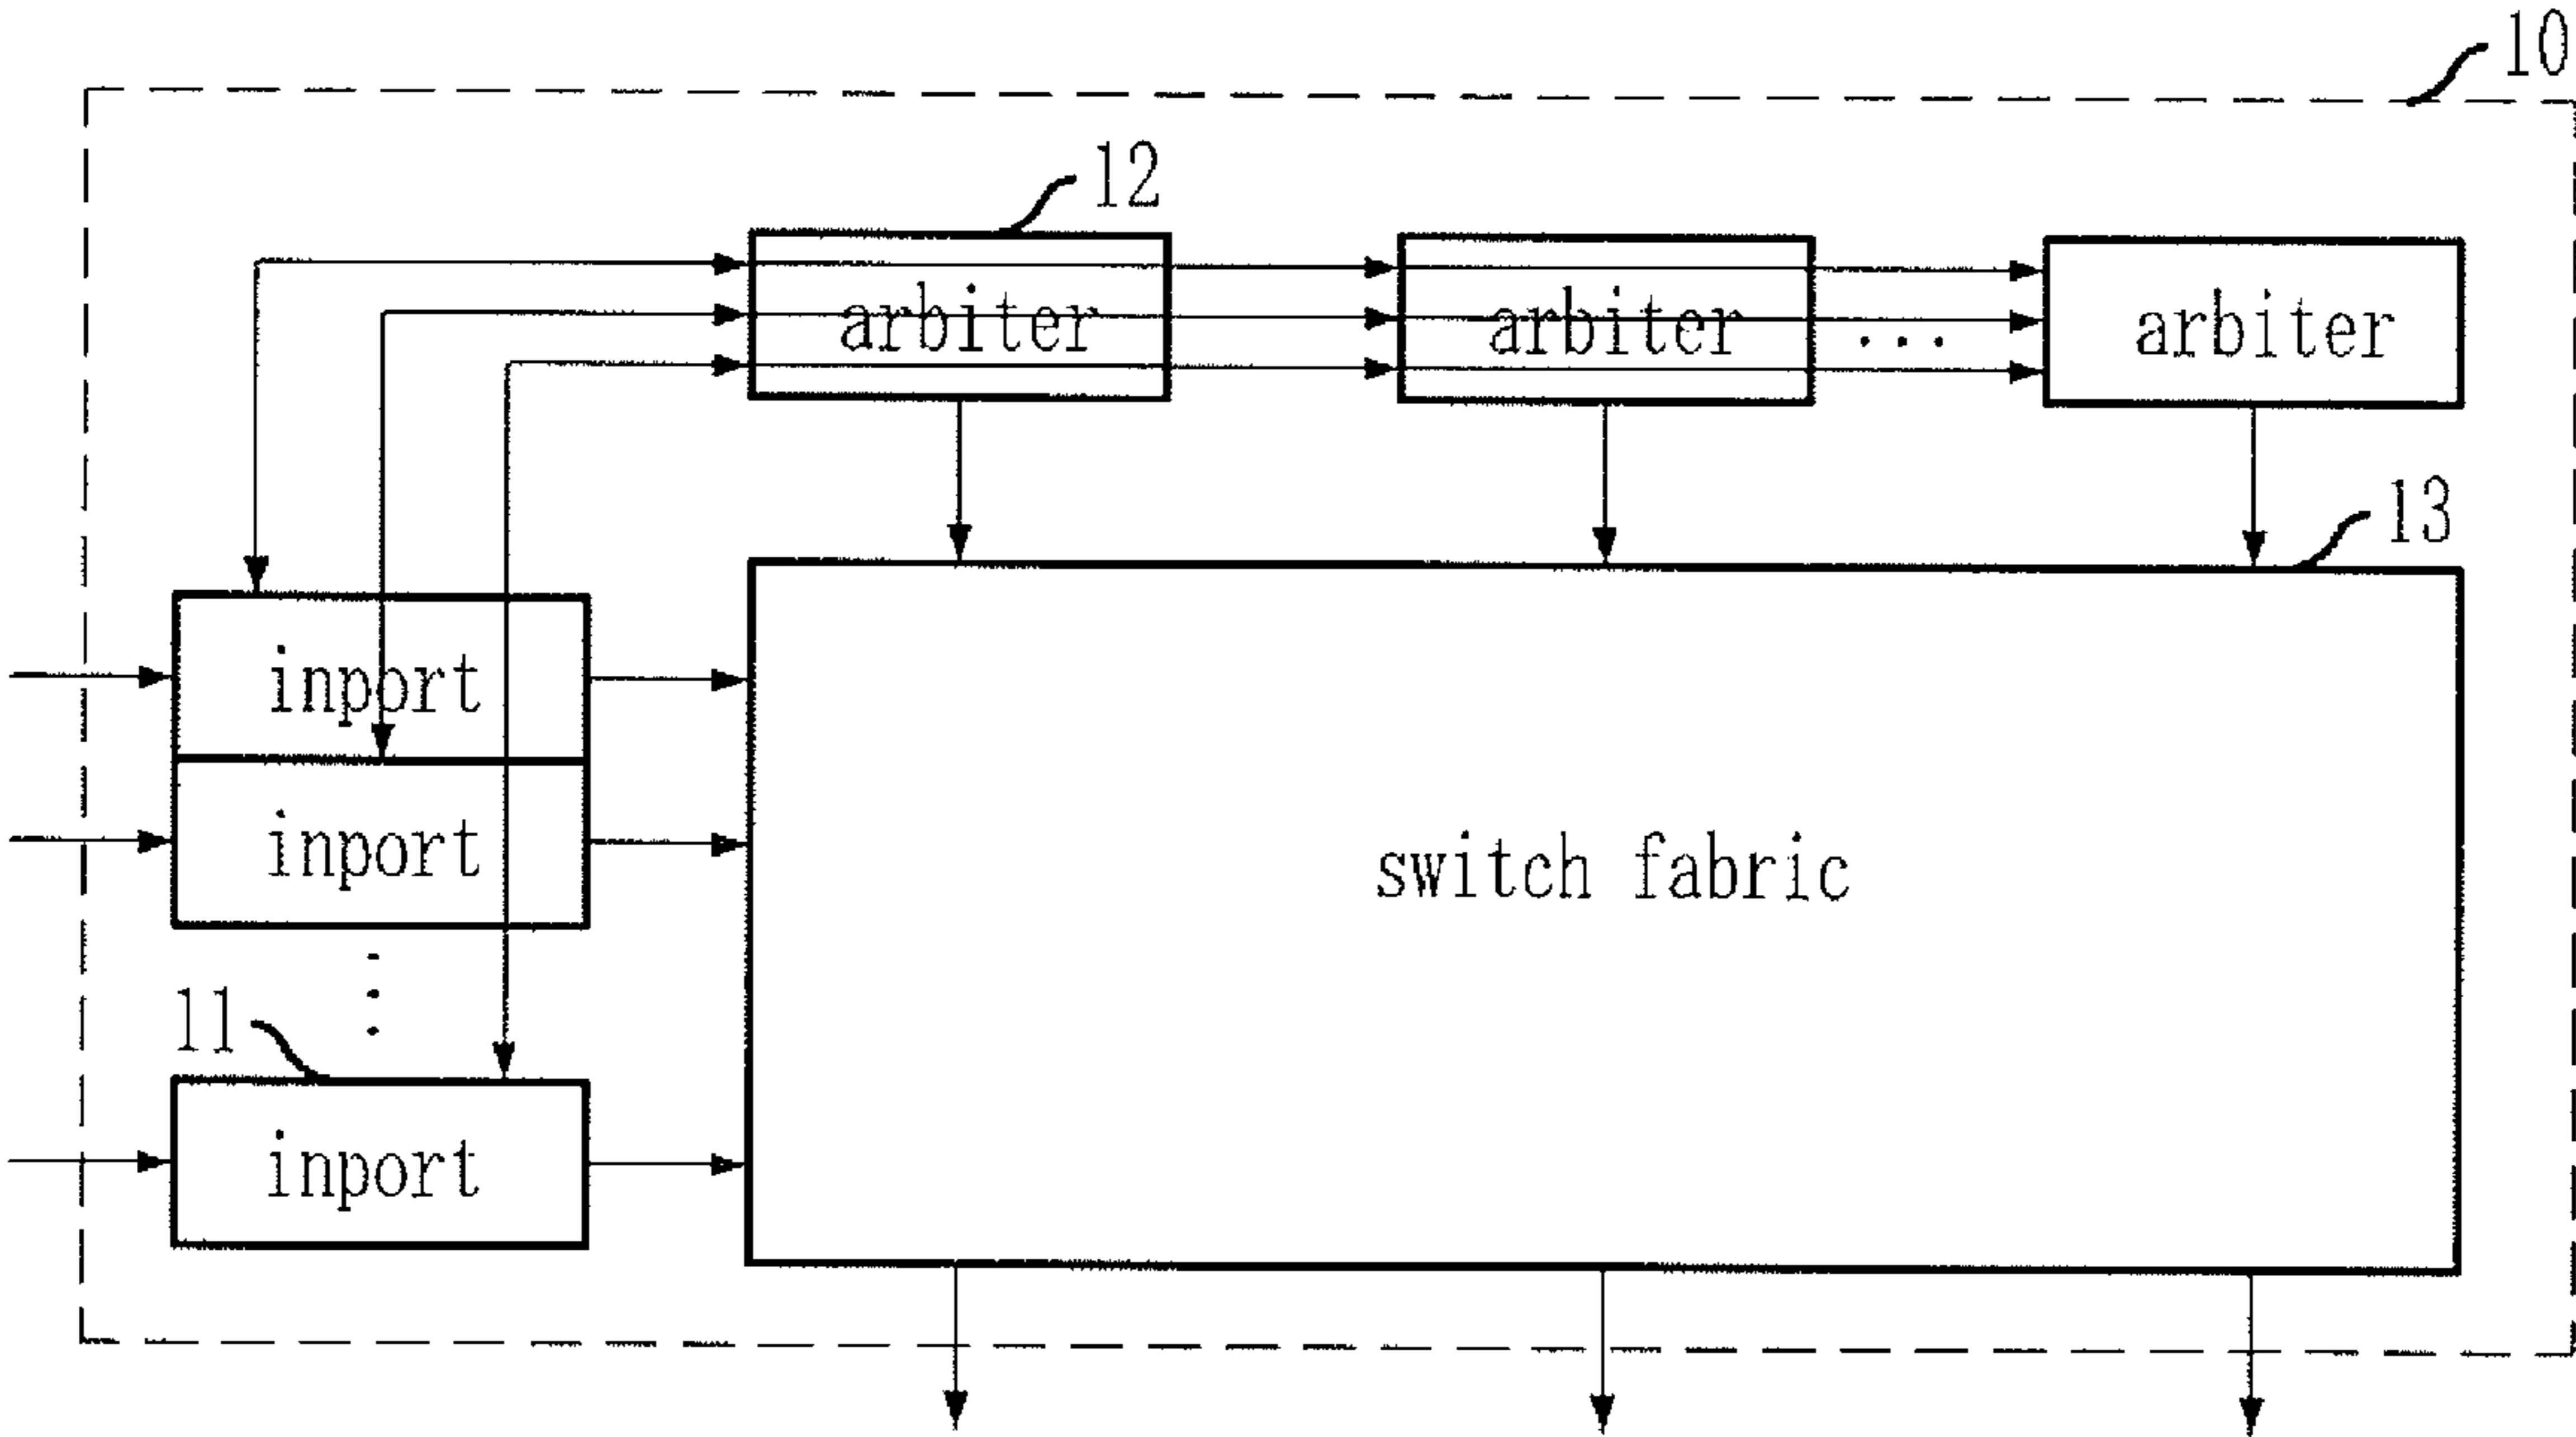 10
12
arbiter
arbiter
...
arbiter
13
inport
inport
switch fabric
11
inport